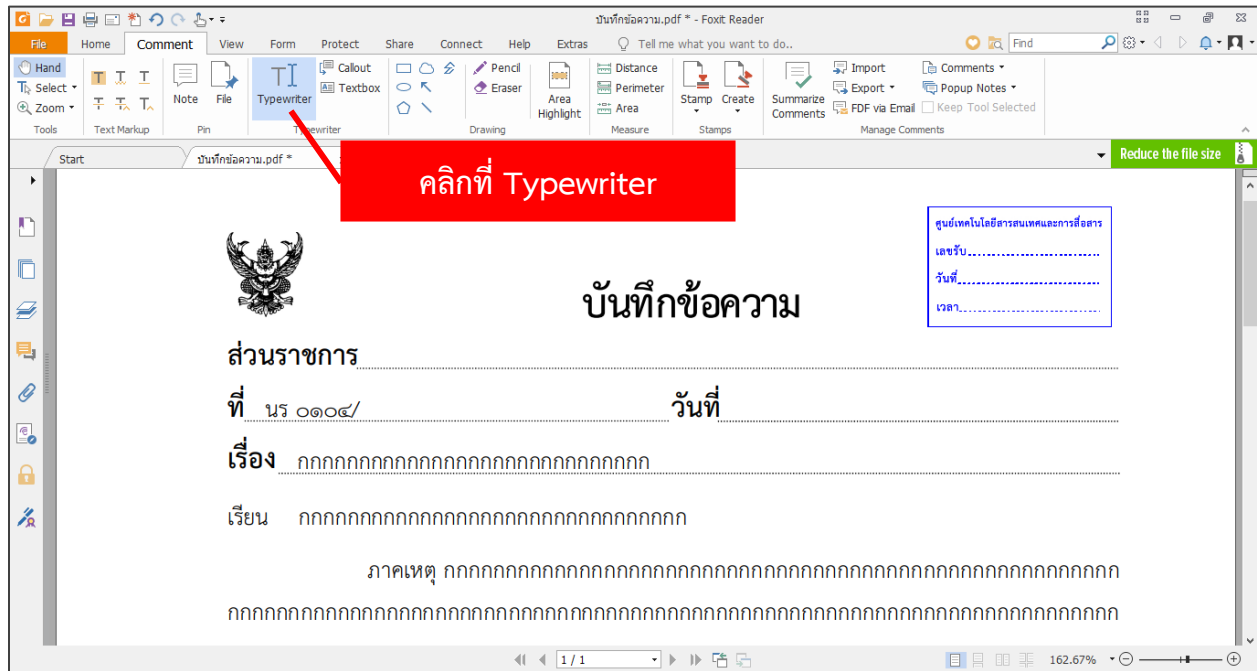 บันทึกข้อความ.pdf * - Foxit Reader
File Home Comment View Form Protect Share Connect Help Extras Tell me what you want to do.. Find
Hand
Select
Zoom
Tools
T T T
T T T
Text Markup
Note File
Pin
Typewriter
Callout
Textbox
Typewriter
Pencil
Eraser
Area Highlight
Drawing
Distance
Perimeter
Area
Measure
Stamp Create
Stamps
Summarize Comments
Import
Export
FDF via Email
Comments
Popup Notes
Keep Tool Selected
Manage Comments
Start บันทึกข้อความ.pdf * Reduce the file size
คลิกที่ Typewriter
ศูนย์เทคโนโลยีสารสนเทศและการสื่อสาร
เลขรับ
วันที่
เวลา
บันทึกข้อความ
ส่วนราชการ
ที่ นร ๐๑๐๔/ วันที่
เรื่อง กกกกกกกกกกกกกกกกกกกกกกกกกกกกก
เรียน กกกกกกกกกกกกกกกกกกกกกกกกกกกกกกกก
ภาคเหตุ กกกกกกกกกกกกกกกกกกกกกกกกกกกกกกกกกกกกกกกกกกกกกกกกกกกกกกก
กกกกกกกกกกกกกกกกกกกกกกกกกกกกกกกกกกกกกกกกกกกกกกกกกกกกกกกกกกกกกกกกกกกกกกกกก
1 / 1 162.67%